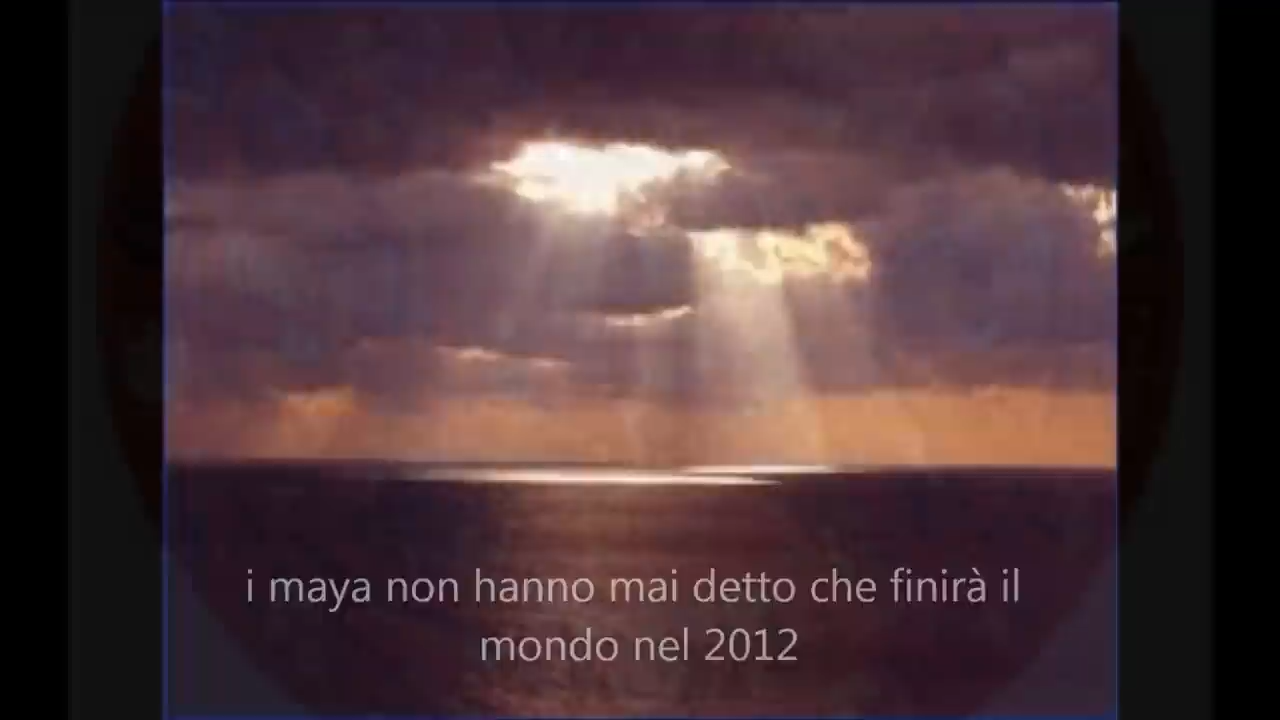 i maya non hanno mai detto che finirà il
mondo nel 2012